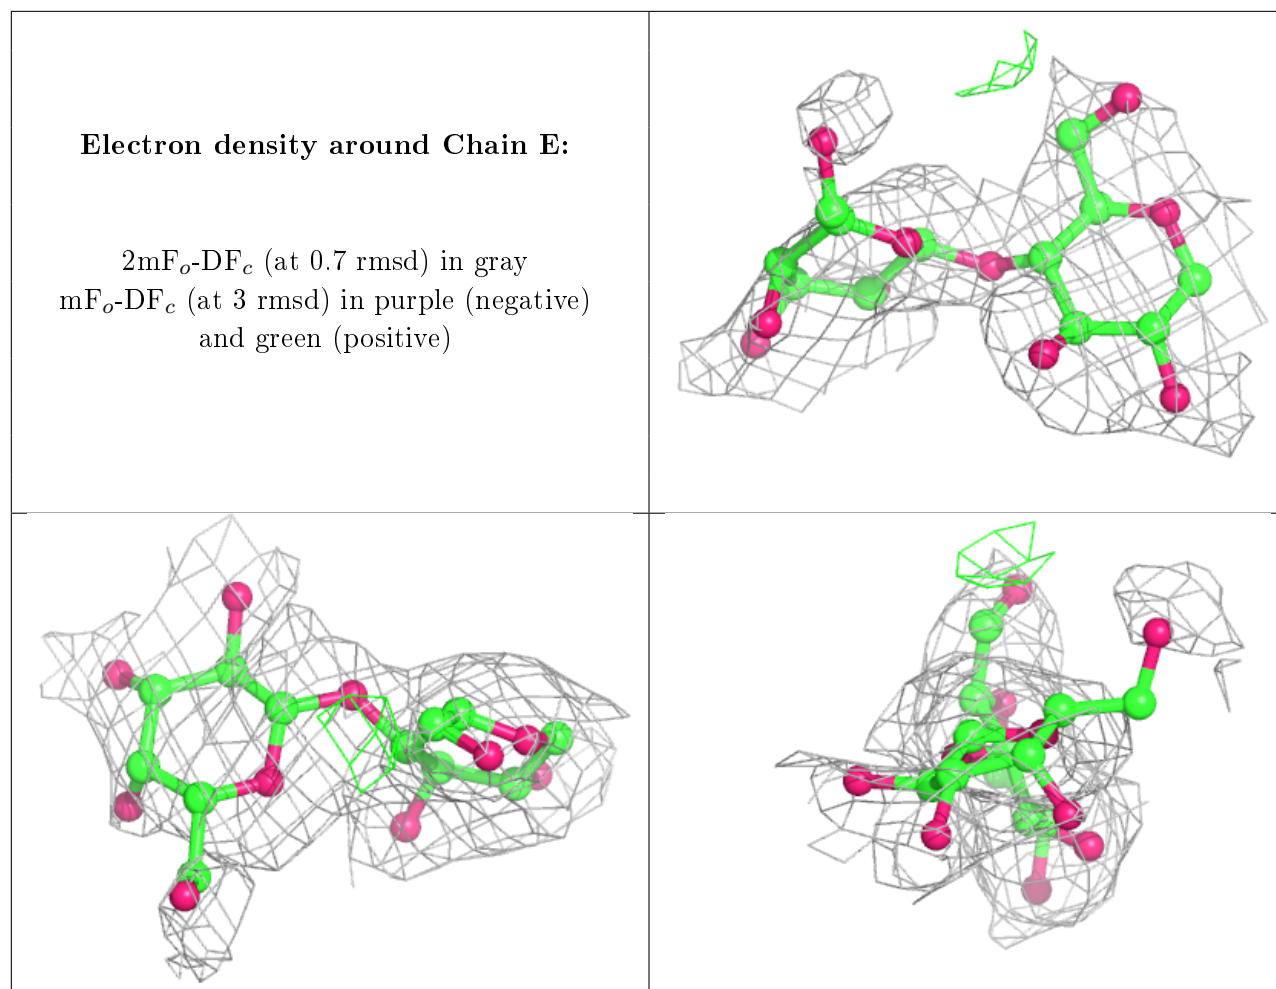 Electron density around Chain E:
2mFo-DFc (at 0.7 rmsd) in gray
mFo-DFc (at 3 rmsd) in purple (negative)
and green (positive)